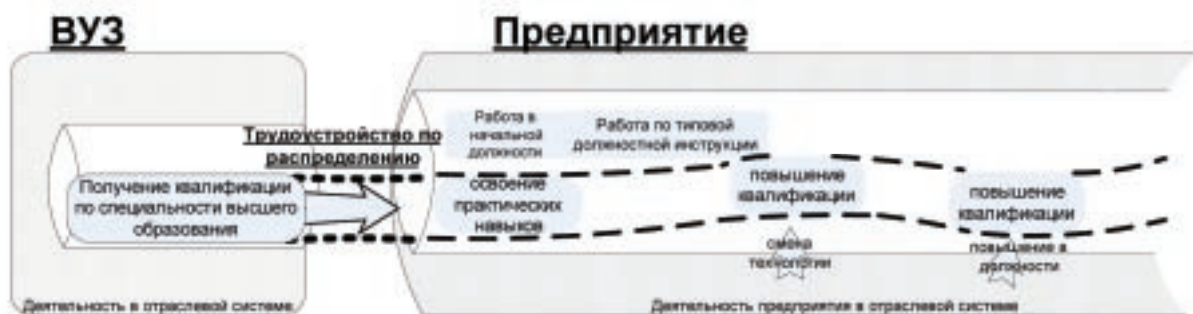 ВУЗ
Предприятие
Трудоустройство по
распределению
Получение квалификации
по специальности высшего
образования
Деятельность в отраслевой системе
Работа в
начальной
должности
Работа по типовой
должностной инструкции
освоение
практических
навыков
повышение
квалификации
повышение
квалификации
смена
технологии
повышение в
должности
Деятельность предприятия в отраслевой системе